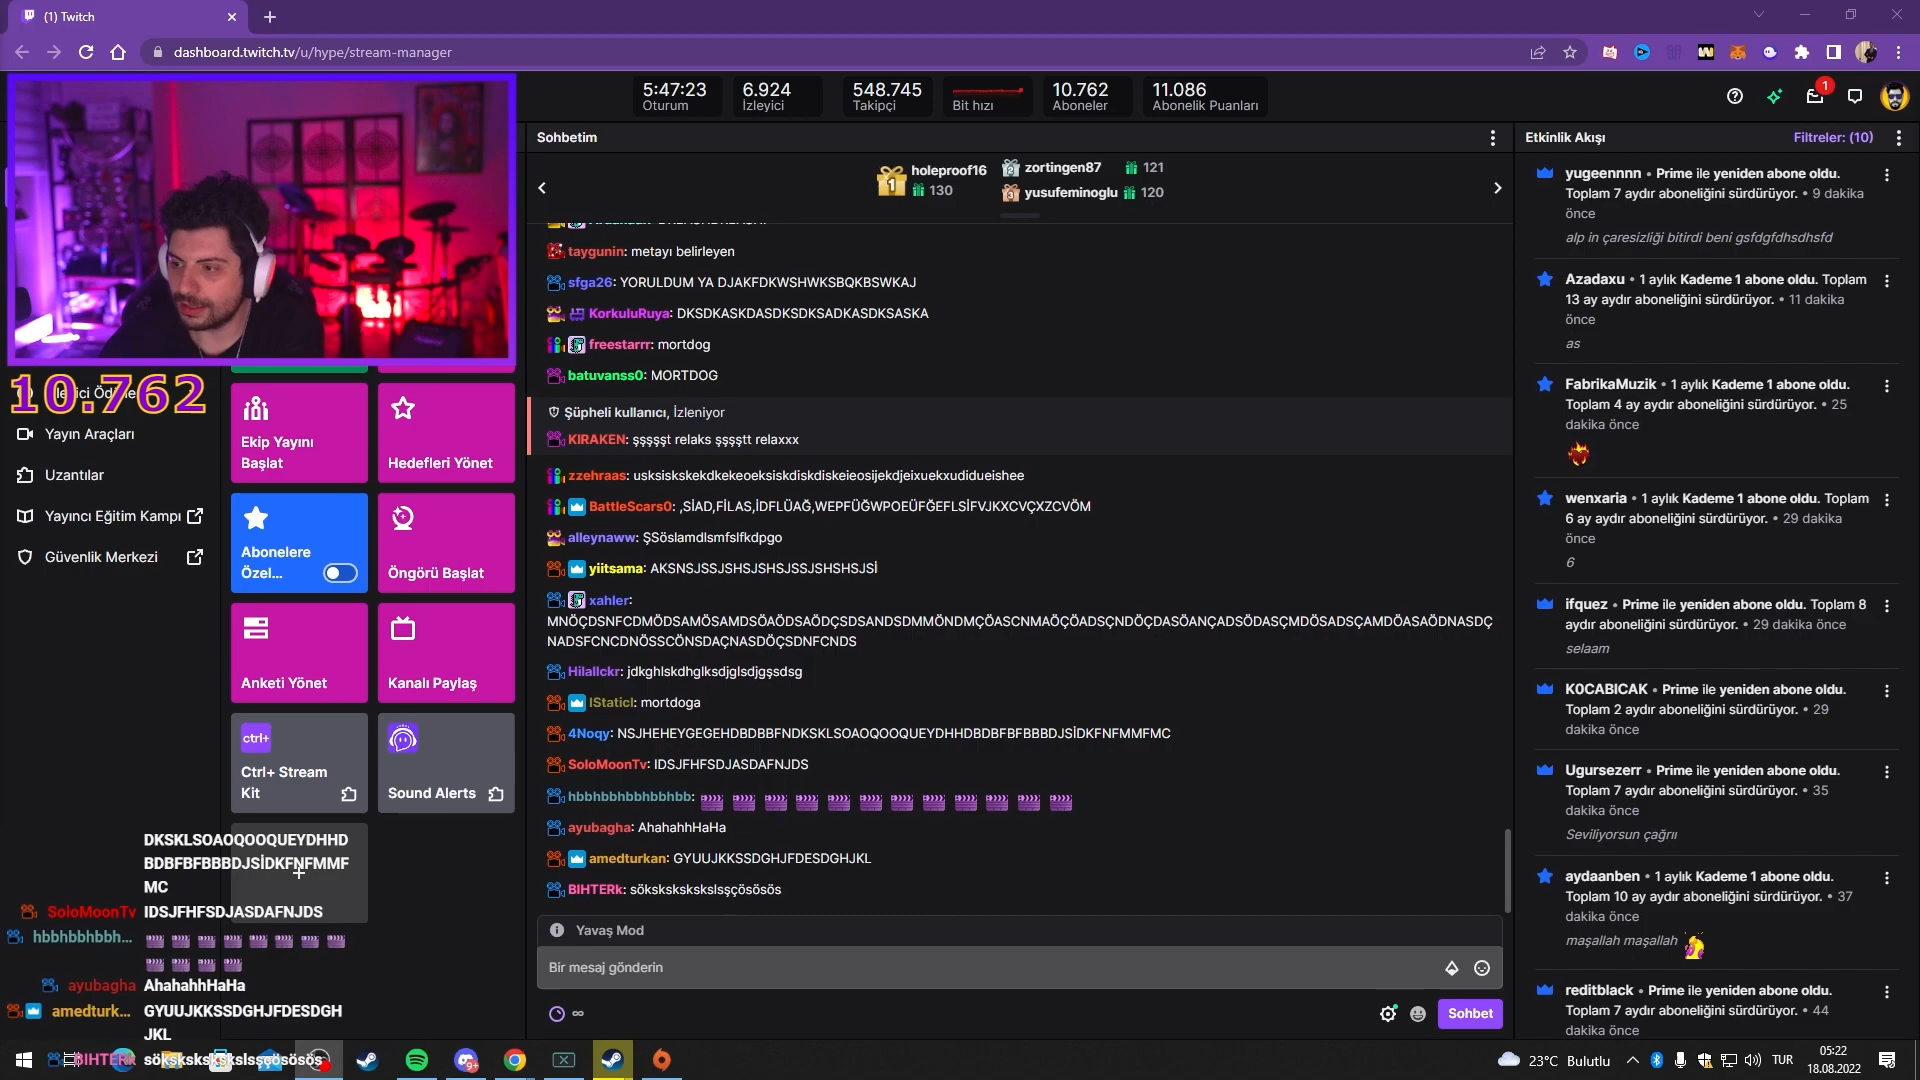 (1) Twitch
dashboard.twitch.tv/u/hype/stream-manager
5:47:23
Oturum
6.924
İzleyici
548.745
Takipçi
Bit hızı
10.762
Aboneler
11.086
Abonelik Puanları
1
10.762
Yayın Araçları
Uzantılar
Yayıncı Eğitim Kampı
Güvenlik Merkezi
Ekip Yayını
Başlat
Hedefleri Yönet
Abonelere
Özel...
Öngörü Başlat
Anketi Yönet
Kanalı Paylaş
ctrl+
Ctrl+ Stream
Kit
Sound Alerts
DKSKLSOAOQOOQUEYDHHD
BDBFBFBBBDJSİDKFNFMMF
MC
SoloMoonTv IDSJFHFSDJASDAFNJDS
hbbhbbhbbh...
ayubagha AhahahhHaHa
amedturk... GYUUJKKSSDGHJFDESDGH
JKL
BIHTERk sökskskskskslsşçösösös
Sohbetim
1 holeproof16
130
zortingen87 121
yusufeminoglu 120
taygunin: metayı belirleyen
sfga26: YORULDUM YA DJAKFDKWSHWKSBQKBSWKAJ
KorkuluRuya: DKSDKASKDASDKSDKSADKASDKSASKA
freestarrr: mortdog
batuvanss0: MORTDOG
Şüpheli kullanıcı, İzleniyor
KIRAKEN: şşşşşt relaks şşşştt relaxxx
zzehraas: usksiskskekdkekeoeksiskdiskdiskeieosijekdjeixuekxudidueishee
BattleScars0: ,SİAD,FİLAS,İDFLÜAĞ,WEPFÜĞWPOEÜFĞEFLSİFVJKXCVÇXZCVÖM
alleynaww: ŞSöslamdlsmfslfkdpgo
yiitsama: AKSNSJSSJSHSJSHSJSSJSHSHSJSİ
xahler:
MNÖÇDSNFCDMÖDSAMÖSAMDSÖAÖDSAÖDÇSDSANDSDMMÖNDMÇÖASCNMAÖÇÖADSÇNDÖÇDASÖANÇADSÖDASÇMDÖSADSÇAMDÖASAÖDNASDÇ
NADSFCNCDNÖSSCÖNSDAÇNASDÖÇSDNFCNDS
Hilallckr: jdkghlskdhglksdjglsdjgşsdsg
IStaticl: mortdoga
4Noqy: NSJHEHEYGEGEHDBDBBFNDKSKLSOAOQOOQUEYDHHDBDBFBFBBBDJSİDKFNFMMFMC
SoloMoonTv: IDSJFHFSDJASDAFNJDS
hbbhbbhbbhbbhbb:
ayubagha: AhahahhHaHa
amedturkan: GYUUJKKSSDGHJFDESDGHJKL
BIHTERk: sökskskskskslsşçösösös
Yavaş Mod
Bir mesaj gönderin
Sohbet
Etkinlik Akışı
Filtreler: (10)
yugeennnn • Prime ile yeniden abone oldu.
Toplam 7 aydır aboneliğini sürdürüyor. • 9 dakika
önce
alp in çaresizliği bitirdi beni gsfdgfdhsdhsfd
Azadaxu • 1 aylık Kademe 1 abone oldu. Toplam
13 ay aydır aboneliğini sürdürüyor. • 11 dakika
önce
as
FabrikaMuzik • 1 aylık Kademe 1 abone oldu.
Toplam 4 ay aydır aboneliğini sürdürüyor. • 25
dakika önce
wenxaria • 1 aylık Kademe 1 abone oldu. Toplam
6 ay aydır aboneliğini sürdürüyor. • 29 dakika
önce
6
ifquez • Prime ile yeniden abone oldu. Toplam 8
aydır aboneliğini sürdürüyor. • 29 dakika önce
selaam
K0CABICAK • Prime ile yeniden abone oldu.
Toplam 2 aydır aboneliğini sürdürüyor. • 29
dakika önce
Ugursezerr • Prime ile yeniden abone oldu.
Toplam 7 aydır aboneliğini sürdürüyor. • 35
dakika önce
Seviliyorsun çağrıı
aydaanben • 1 aylık Kademe 1 abone oldu.
Toplam 10 ay aydır aboneliğini sürdürüyor. • 37
dakika önce
maşallah maşallah
reditblack • Prime ile yeniden abone oldu.
Toplam 7 aydır aboneliğini sürdürüyor. • 44
dakika önce
23°C Bulutlu
TUR
05:22
18.08.2022